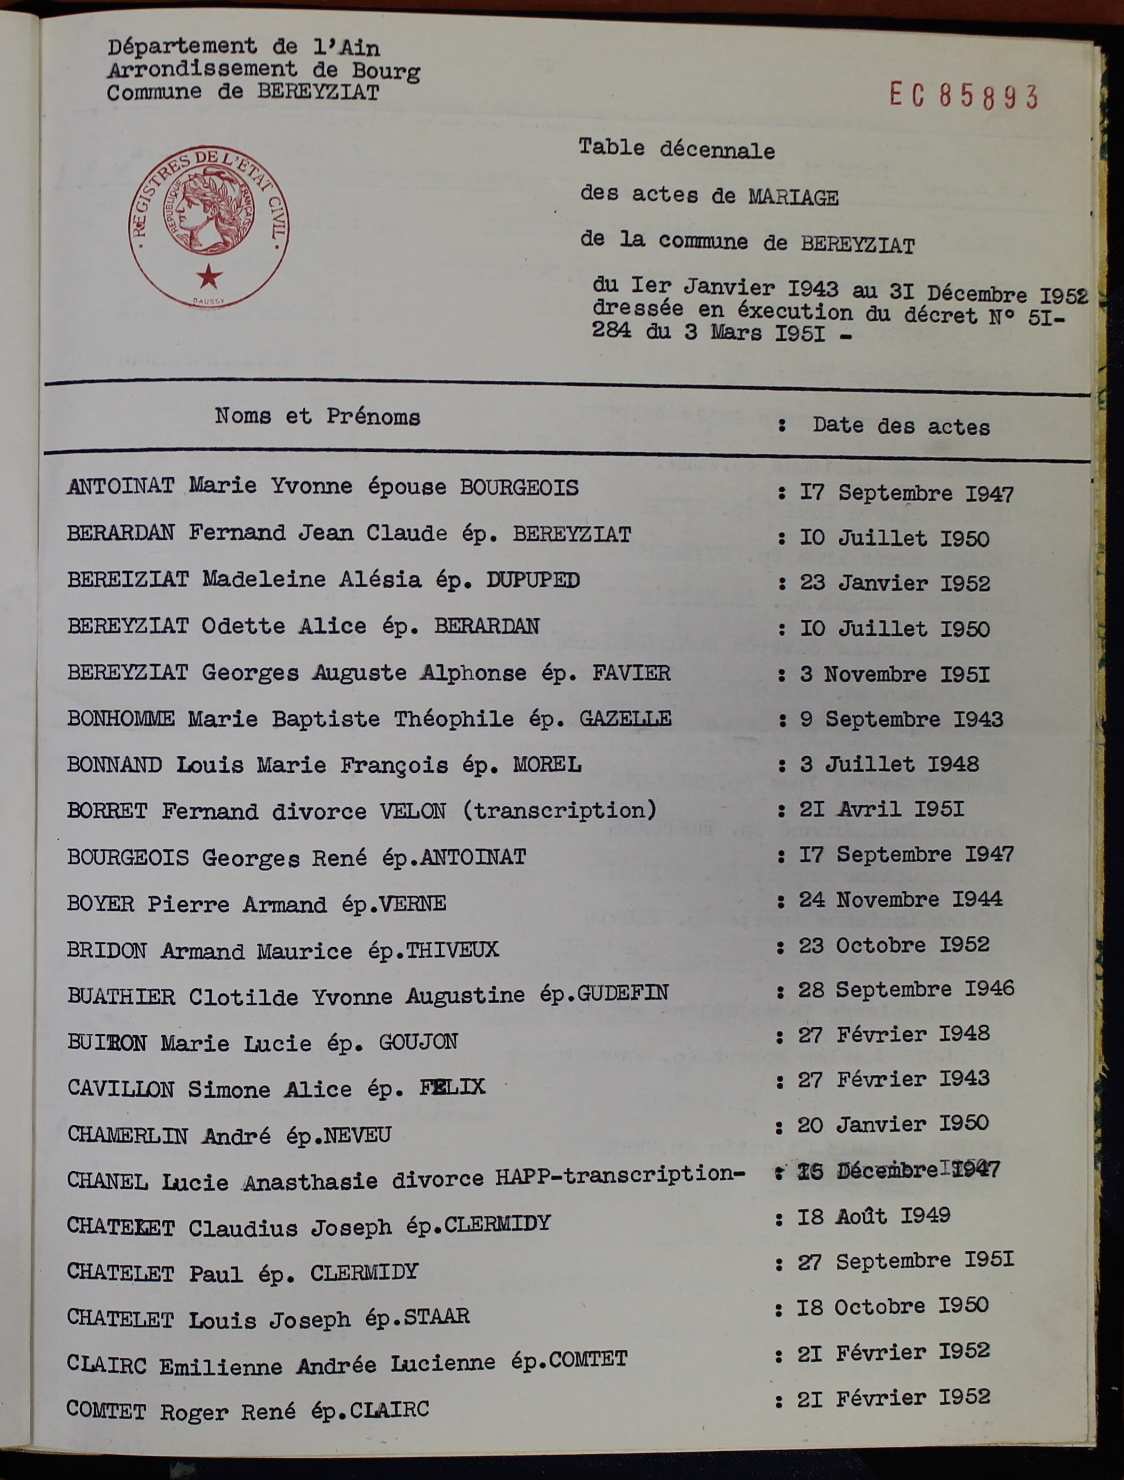 Département de l'Ain
Arrondissement de Bourg
Commune de BEREYZIAT
EC 85893
REGISTRES DE L'ETAT CIVIL
REPUBLIQUE FRANÇAISE
DAUSSY
Table décennale
des actes de MARIAGE
de la commune de BEREYZIAT
du Ier Janvier I943 au 3I Décembre I952
dressée en éxecution du décret N° 5I-
284 du 3 Mars I95I -
Noms et Prénoms : Date des actes
ANTOINAT Marie Yvonne épouse BOURGEOIS : I7 Septembre I947
BERARDAN Fernand Jean Claude ép. BEREYZIAT : IO Juillet I950
BEREIZIAT Madeleine Alésia ép. DUPUPED : 23 Janvier I952
BEREYZIAT Odette Alice ép. BERARDAN : IO Juillet I950
BEREYZIAT Georges Auguste Alphonse ép. FAVIER : 3 Novembre I95I
BONHOMME Marie Baptiste Théophile ép. GAZELLE : 9 Septembre I943
BONNAND Louis Marie François ép. MOREL : 3 Juillet I948
BORRET Fernand divorce VELON (transcription) : 2I Avril I95I
BOURGEOIS Georges René ép.ANTOINAT : I7 Septembre I947
BOYER Pierre Armand ép.VERNE : 24 Novembre I944
BRIDON Armand Maurice ép.THIVEUX : 23 Octobre I952
BUATHIER Clotilde Yvonne Augustine ép.GUDEFIN : 28 Septembre I946
BUIRON Marie Lucie ép. GOUJON : 27 Février I948
CAVILLON Simone Alice ép. FELIX : 27 Février I943
CHAMERLIN André ép.NEVEU : 20 Janvier I950
CHANEL Lucie Anasthasie divorce HAPP-transcription- : Décembre I947
CHATELET Claudius Joseph ép.CLERMIDY : I8 Août I949
CHATELET Paul ép. CLERMIDY : 27 Septembre I95I
CHATELET Louis Joseph ép.STAAR : I8 Octobre I950
CLAIRC Emilienne Andrée Lucienne ép.COMTET : 2I Février I952
COMTET Roger René ép.CLAIRC : 2I Février I952